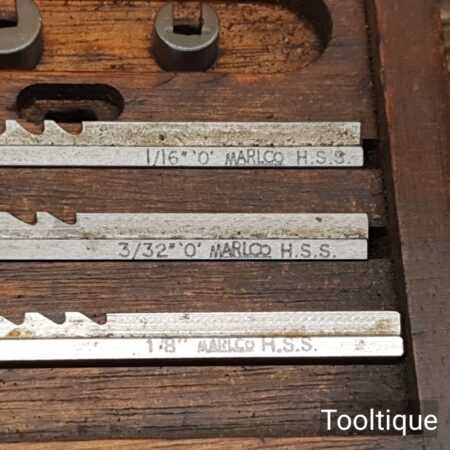 1/16" 'O' MARLCO H.S.S.
3/32" 'O' MARLCO H.S.S.
1/8" MARLCO H.S.S.
Tooltique